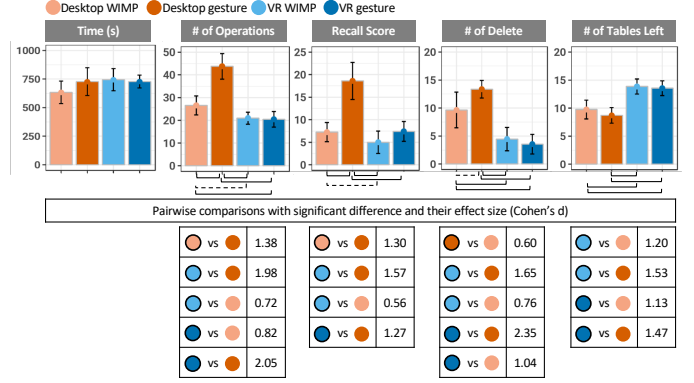 Desktop WIMP Desktop gesture VR WIMP VR gesture
Time (s) # of Operations Recall Score # of Delete # of Tables Left
1000 50 25 20 20
750 40 20 15 15
500 30 15 10 10
250 20 10 5 5
0 10 5 0 0
0 0
Pairwise comparisons with significant difference and their effect size (Cohen's d)
vs 1.38 vs 1.30 vs 0.60 vs 1.20
vs 1.98 vs 1.57 vs 1.65 vs 1.53
vs 0.72 vs 0.56 vs 0.76 vs 1.13
vs 0.82 vs 1.27 vs 2.35 vs 1.47
vs 2.05 vs 1.04